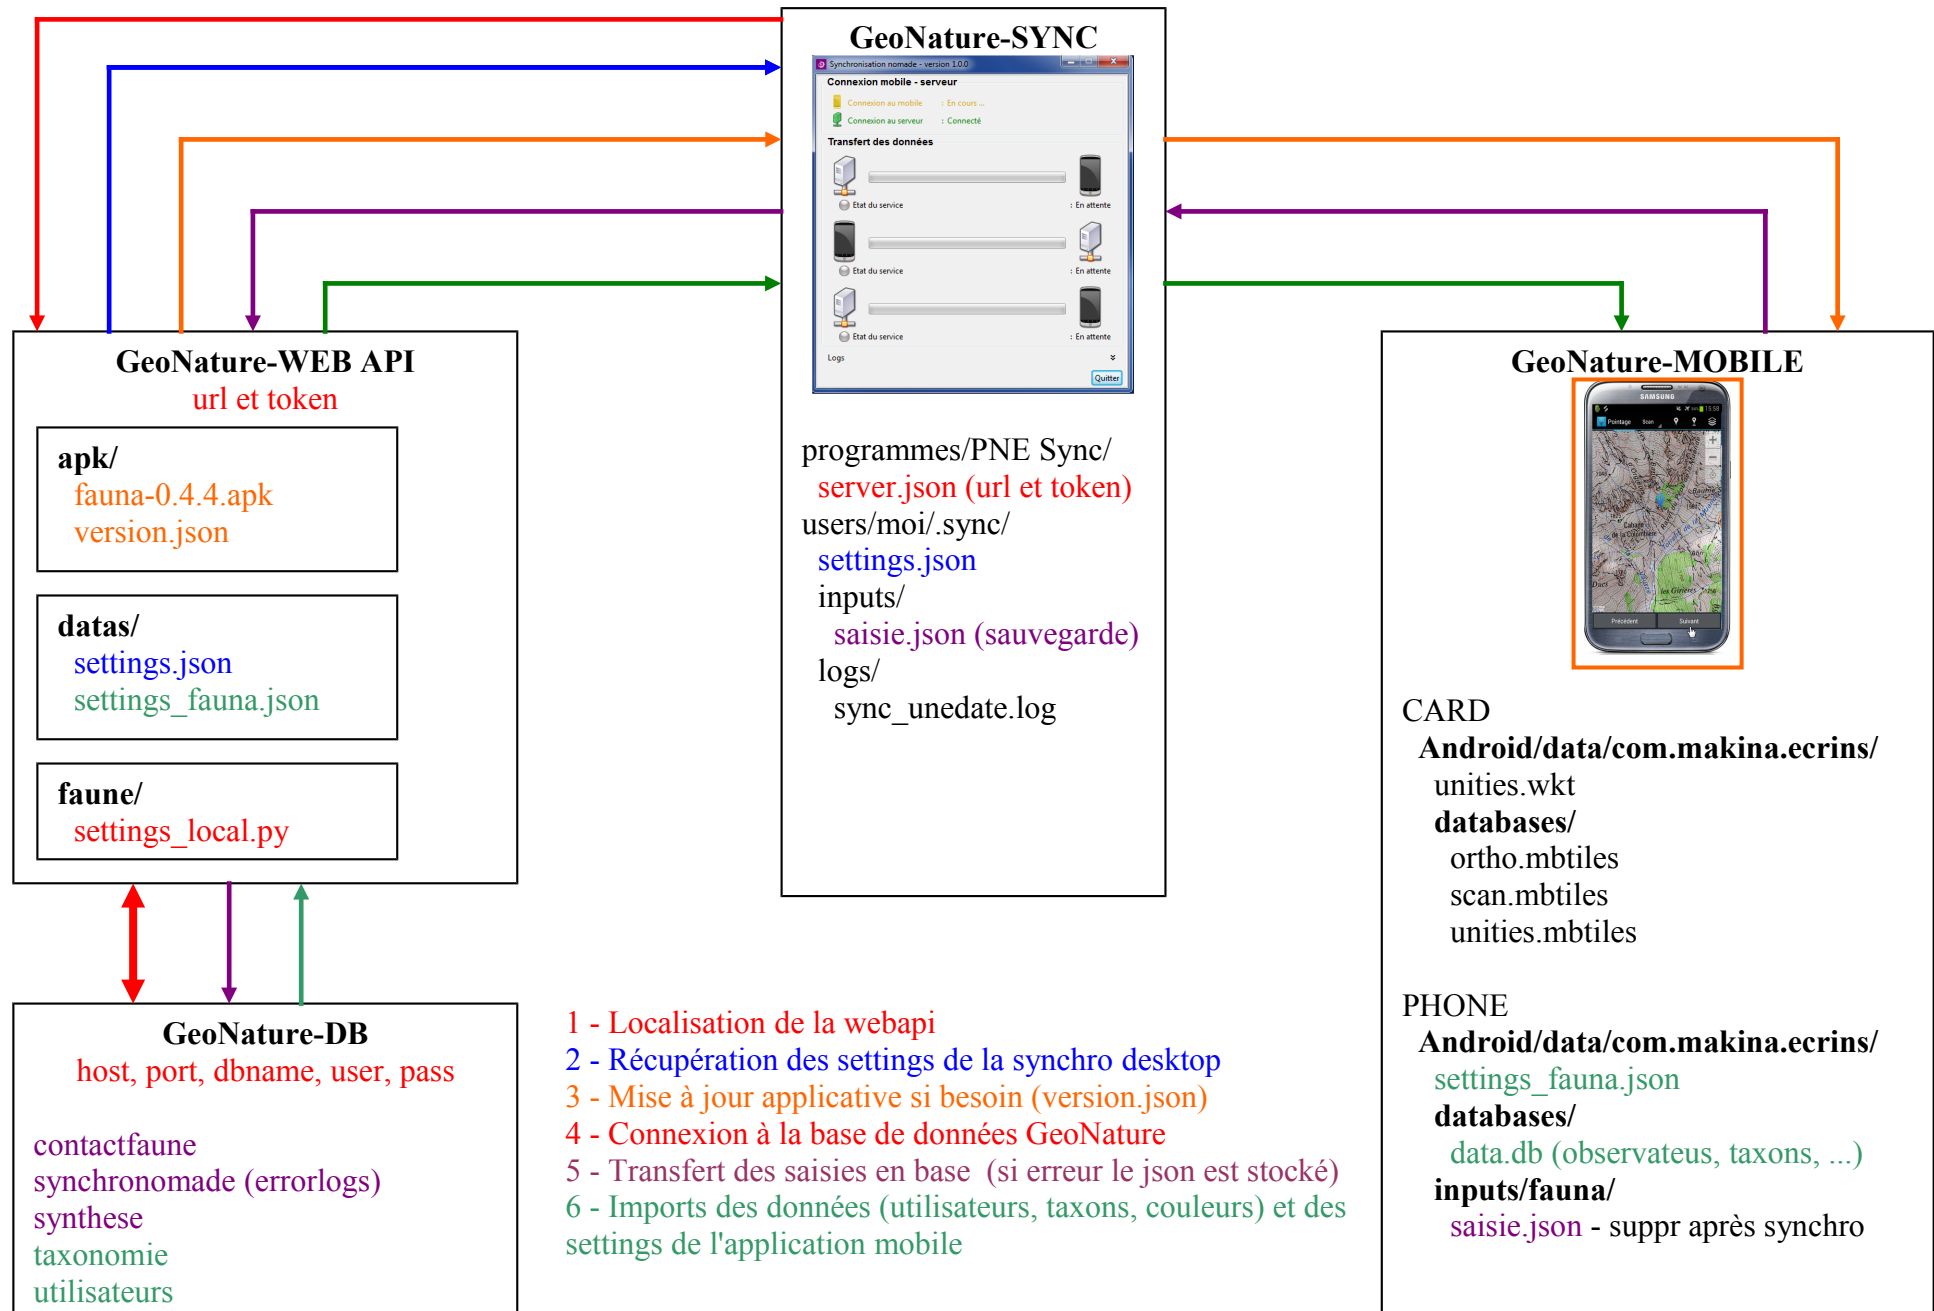 GeoNature-SYNC
Synchronisation nomade - version 1.0.0
Connexion mobile - serveur
Connexion au mobile : En cours ...
Connexion au serveur : Connecté
Transfert des données
Etat du service : En attente
Etat du service : En attente
Etat du service : En attente
Logs
Quitter
programmes/PNE Sync/
server.json (url et token)
users/moi/.sync/
settings.json
inputs/
saisie.json (sauvegarde)
logs/
sync_unedate.log
GeoNature-WEB API
url et token
apk/
fauna-0.4.4.apk
version.json
datas/
settings.json
settings_fauna.json
faune/
settings_local.py
GeoNature-DB
host, port, dbname, user, pass
contactfaune
synchronomade (errorlogs)
synthese
taxonomie
utilisateurs
1 - Localisation de la webapi
2 - Récupération des settings de la synchro desktop
3 - Mise à jour applicative si besoin (version.json)
4 - Connexion à la base de données GeoNature
5 - Transfert des saisies en base (si erreur le json est stocké)
6 - Imports des données (utilisateurs, taxons, couleurs) et des
settings de l'application mobile
GeoNature-MOBILE
SAMSUNG
15:58
Pointage Scan
Cabane
de la Colombière
les Girières
Précédent Suivant
CARD
Android/data/com.makina.ecrins/
unities.wkt
databases/
ortho.mbtiles
scan.mbtiles
unities.mbtiles
PHONE
Android/data/com.makina.ecrins/
settings_fauna.json
databases/
data.db (observateus, taxons, ...)
inputs/fauna/
saisie.json - suppr après synchro